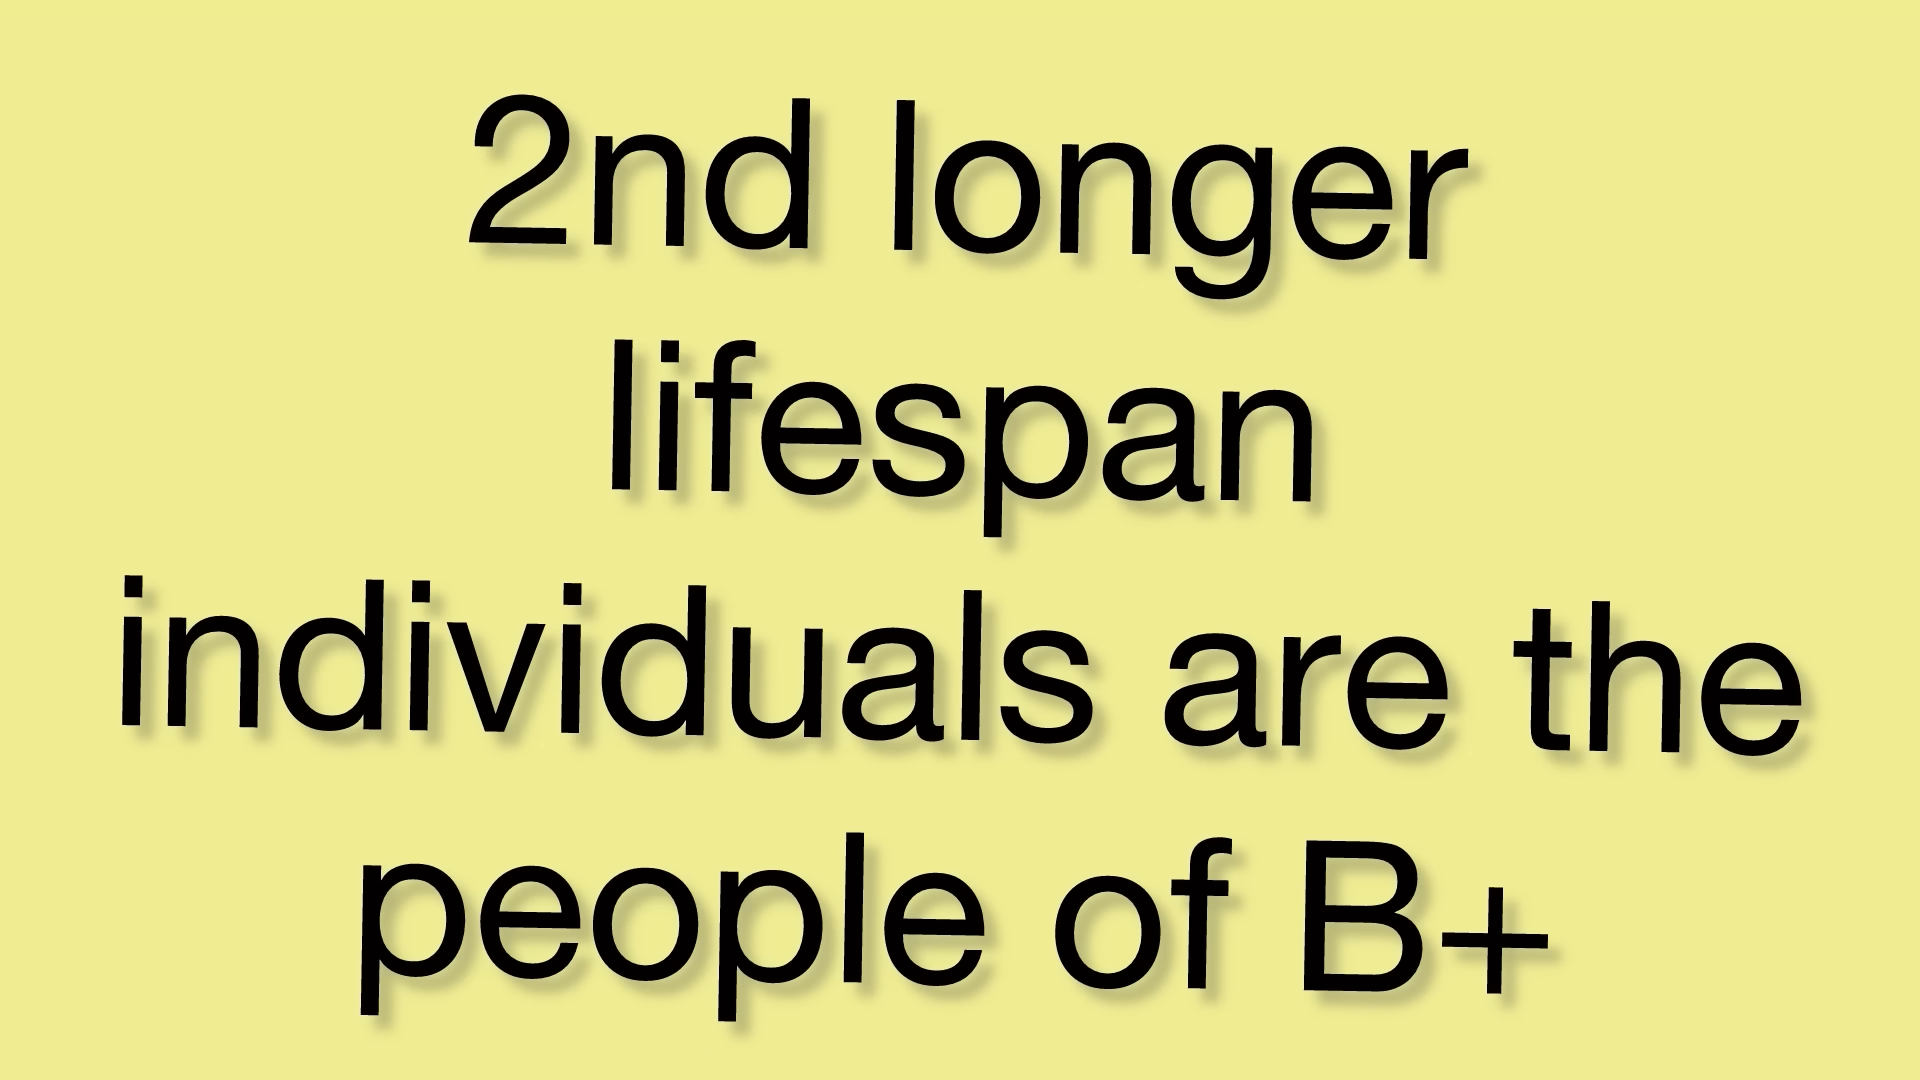 2nd longer
lifespan
individuals are the
people of B+